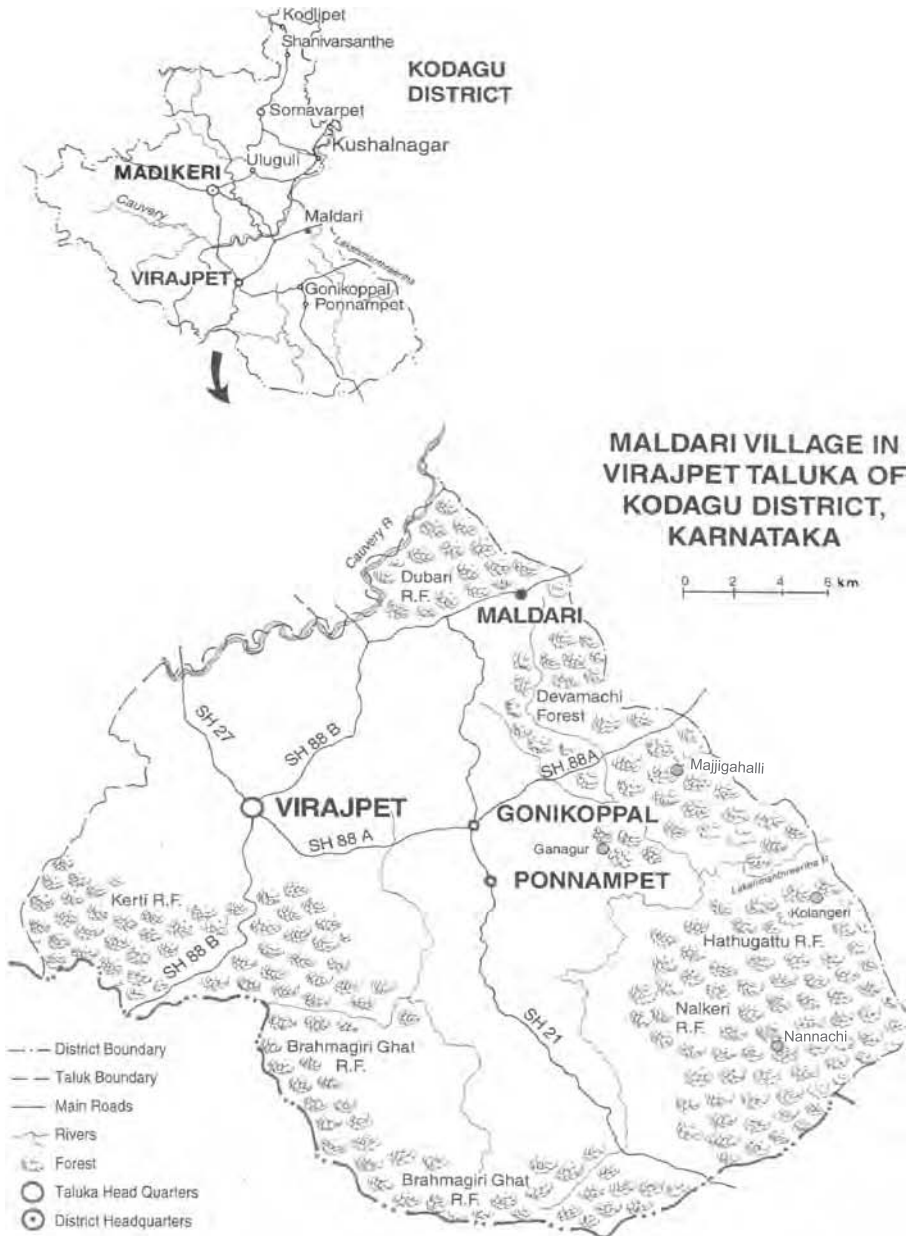 Kodlipet
Shanivarsanthe
KODAGU
DISTRICT
Sornavarpet
Kushalnagar
Uluguli
MADIKERI
Cauvery
Maldari
Lakshmantheertha
VIRAJPET
Gonikoppal
Ponnampet
MALDARI VILLAGE IN
VIRAJPET TALUKA OF
KODAGU DISTRICT,
KARNATAKA
0 2 4 6 km
Cauvery R
Dubari
R.F.
MALDARI
Devamachi
Forest
SH 27
SH 88 B
SH 88A
Majjigahalli
VIRAJPET
GONIKOPPAL
SH 88 A
Ganagur
PONNAMPET
Kerti R.F.
Kolangeri
Hathugattu R.F.
SH 88 B
Nalkeri
R.F.
SH 21
Nannachi
Brahmagiri Ghat
R.F.
Brahmagiri Ghat
R.F.
District Boundary
Taluk Boundary
Main Roads
Rivers
Forest
Taluka Head Quarters
District Headquarters